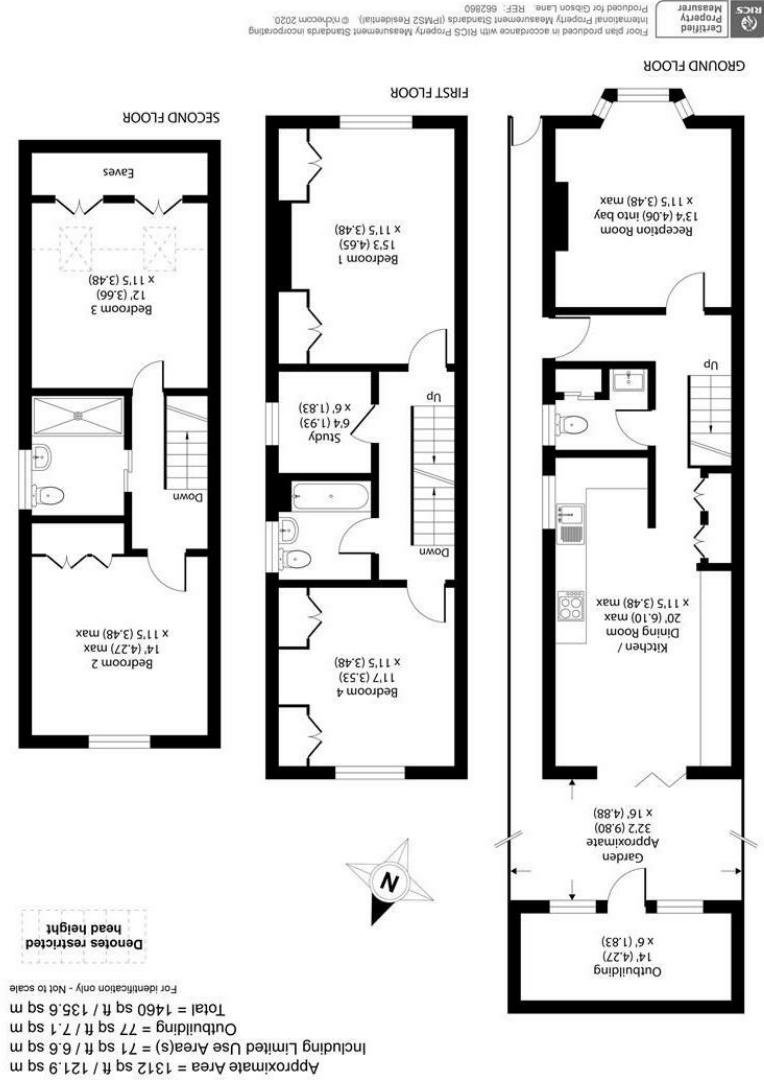 Approximate Area = 1312 sq ft / 121.9 sq m
Including Limited Use Area(s) = 71 sq ft / 6.6 sq m
Outbuilding = 77 sq ft / 7.1 sq m
Total = 1460 sq ft / 135.6 sq m
For identification only - Not to scale
Denotes restricted
head height
N
Outbuilding
14' (4.27)
x 6' (1.83)
Garden
Approximate
32'2 (9.80)
x 16' (4.88)
Kitchen /
Dining Room
20' (6.10) max
x 11'5 (3.48) max
Up
Reception Room
13'4 (4.06) into bay
x 11'5 (3.48) max
GROUND FLOOR
Bedroom 4
11'7 (3.53)
x 11'5 (3.48)
Down
Up
Study
6'4 (1.93)
x 6' (1.83)
Bedroom 1
15'3 (4.65)
x 11'5 (3.48)
FIRST FLOOR
Bedroom 2
14' (4.27) max
x 11'5 (3.48) max
Down
Bedroom 3
12' (3.66)
x 11'5 (3.48)
Eaves
SECOND FLOOR
RICS
Certified
Property
Measurer
Floor plan produced in accordance with RICS Property Measurement Standards incorporating
International Property Measurement Standards (IPMS2 Residential). © nichecom 2020.
Produced for Gibson Lane. REF: 662860